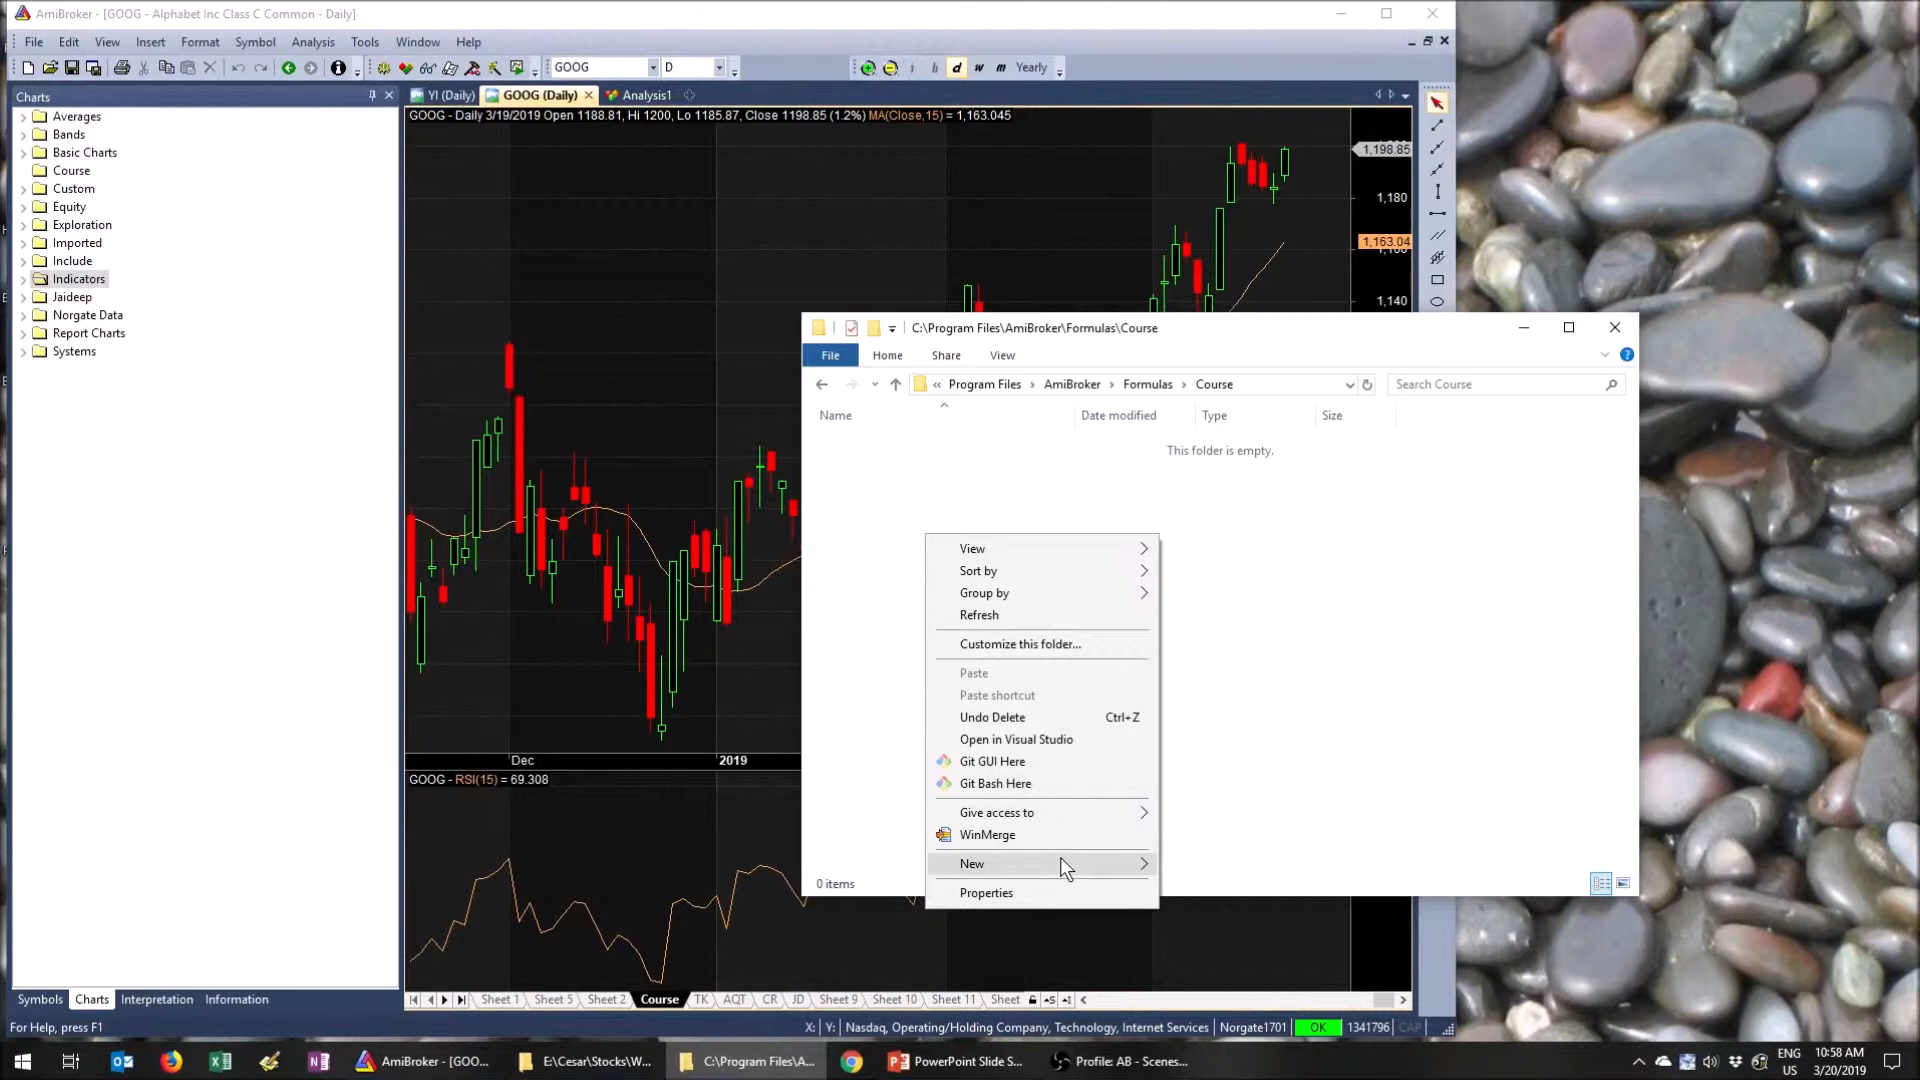 AmiBroker - [GOOG - Alphabet Inc Class C Common - Daily]
File Edit View Insert Format Symbol Analysis Tools Window Help
GOOG D i h d w m Yearly
Charts
YI (Daily) GOOG (Daily) Analysis1
GOOG - Daily 3/19/2019 Open 1188.81, Hi 1200, Lo 1185.87, Close 1198.85 (1.2%) MA(Close,15) = 1,163.045
Averages
Bands
Basic Charts
Course
Custom
Equity
Exploration
Imported
Include
Indicators
Jaideep
Norgate Data
Report Charts
Systems
1,198.85
1,180
1,163.04
1,140
C:\Program Files\AmiBroker\Formulas\Course
File Home Share View
« Program Files > AmiBroker > Formulas > Course
Search Course
Name Date modified Type Size
This folder is empty.
View
Sort by
Group by
Refresh
Customize this folder...
Paste
Paste shortcut
Undo Delete Ctrl+Z
Open in Visual Studio
Git GUI Here
Git Bash Here
Give access to
WinMerge
New
Properties
0 items
Dec 2019
GOOG - RSI(15) = 69.308
Symbols Charts Interpretation Information
Sheet 1 Sheet 5 Sheet 2 Course TK AQT CR JD Sheet 9 Sheet 10 Sheet 11 Sheet
For Help, press F1
X: Y: Nasdaq, Operating/Holding Company, Technology, Internet Services Norgate1701 OK 1341796 CAP
AmiBroker - [GOO... E:\Cesar\Stocks\W... C:\Program Files\A... PowerPoint Slide S... Profile: AB - Scenes...
ENG
US
10:58 AM
3/20/2019